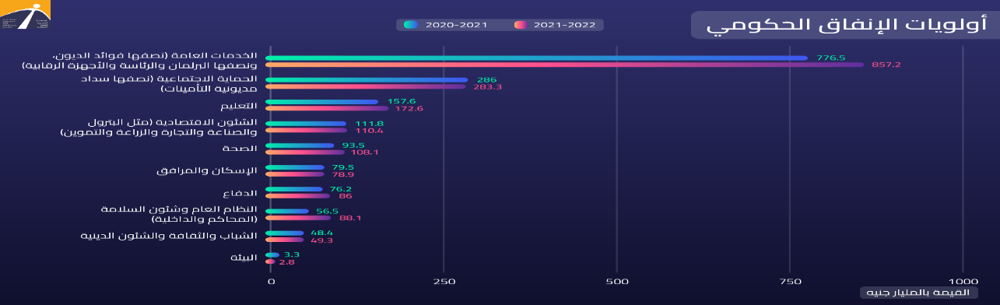 أولويات الإنفاق الحكومي
2020-2021
2021-2022
الخدمات العامة (نصفها فوائد الديون،
ونصفها البرلمان والرئاسة والأجهزة الرقابية)
776.5
857.2
الحماية الاجتماعية (نصفها سداد
مديونية التأمينات)
286
283.3
التعليم
157.6
172.6
الشئون الاقتصادية (مثل البترول
والصناعة والتجارة والزراعة والتموين)
111.8
110.4
الصحة
93.5
108.1
الإسكان والمرافق
79.5
78.9
الدفاع
76.2
86
النظام العام وشئون السلامة
(المحاكم والداخلية)
56.5
88.1
الشباب والثقافة والشئون الدينية
48.4
49.3
البيئة
3.3
2.8
0
250
500
750
1000
القيمة بالمليار جنيه